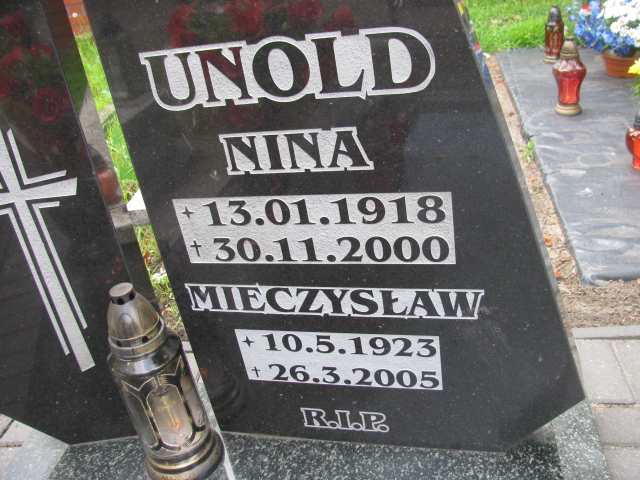 UNOLD
NINA
✦ 13.01.1918
† 30.11.2000
MIECZYSŁAW
✦ 10.5.1923
† 26.3.2005
R.I.P.